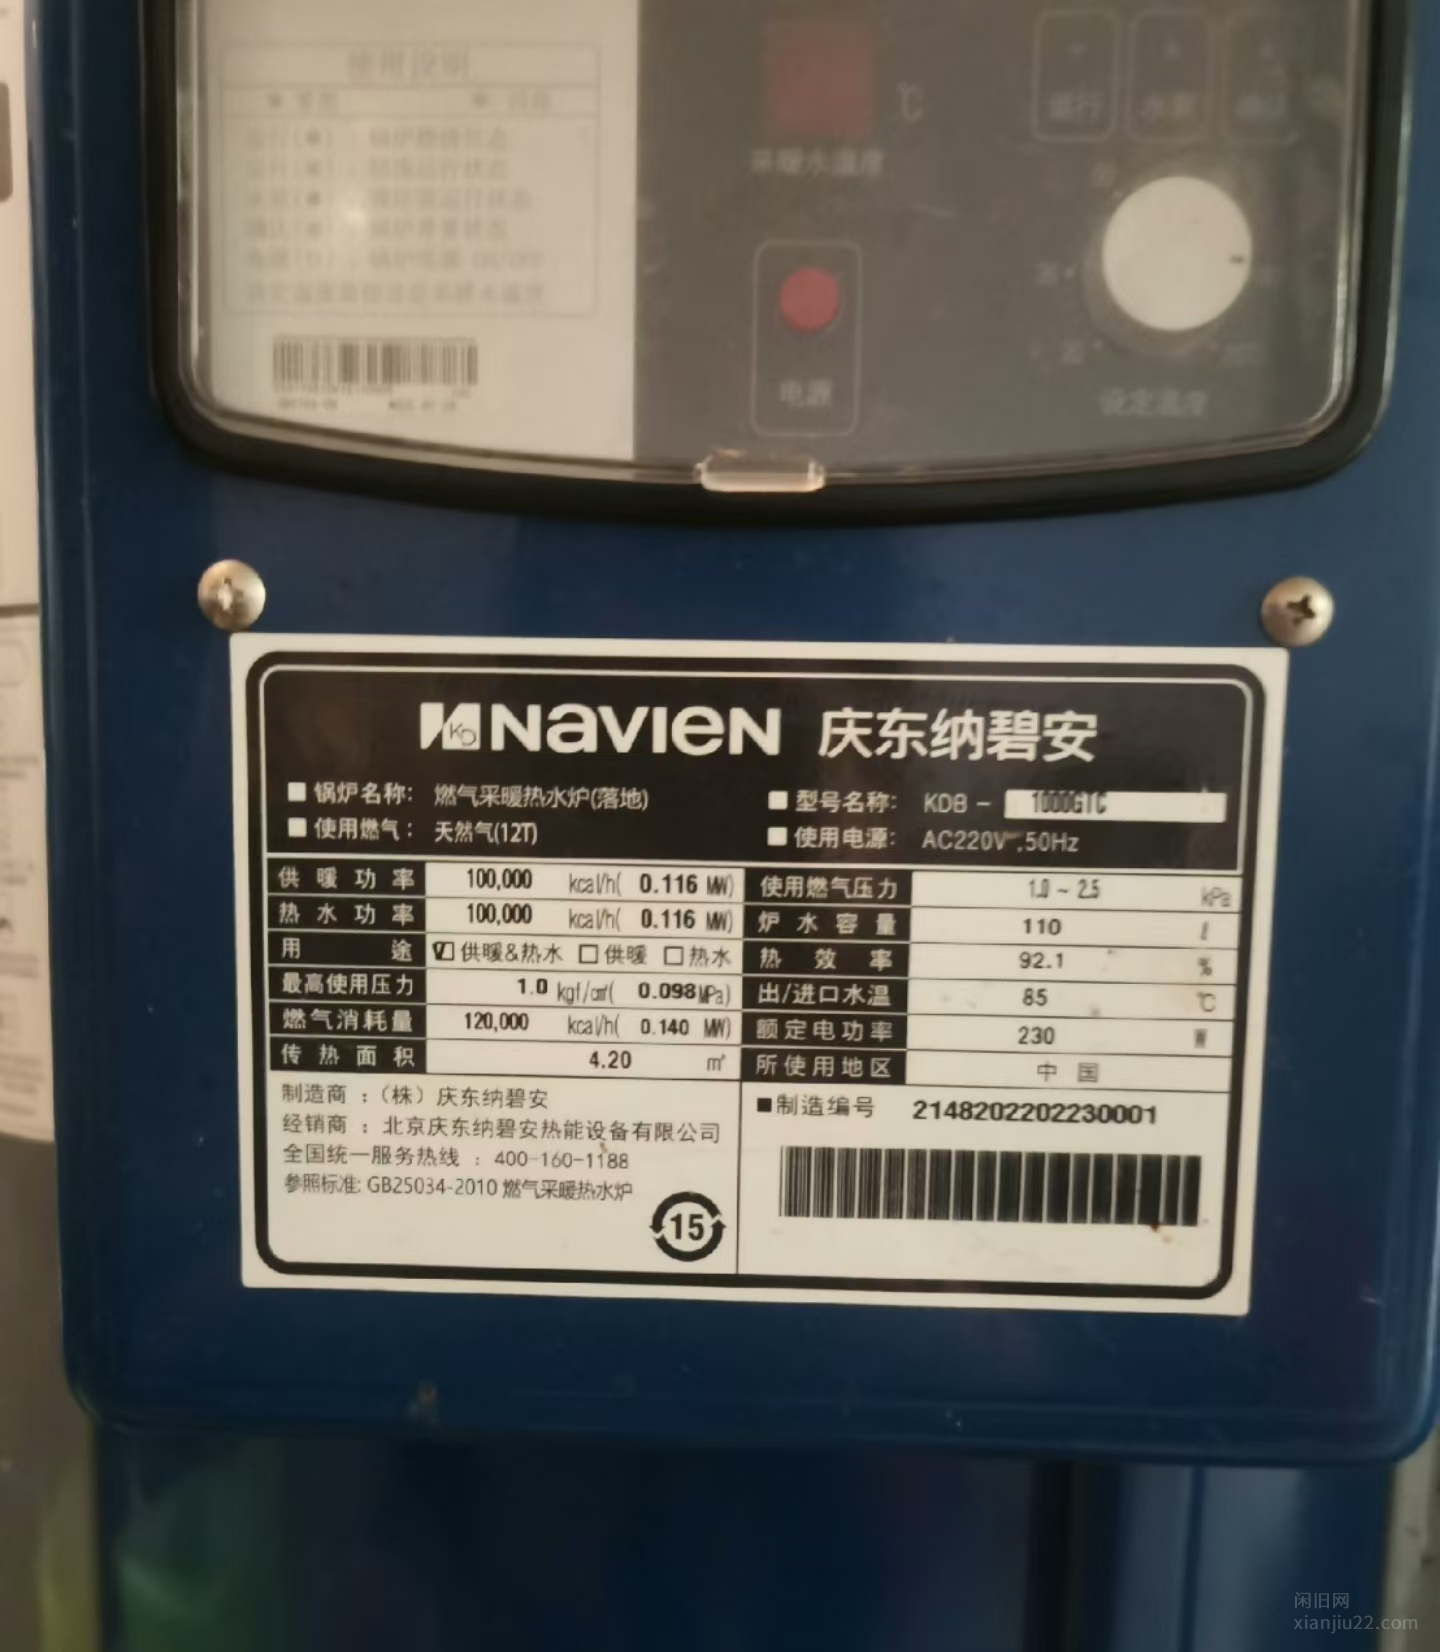 使用说明
℃
采暖水温度
电源
设定温度
KD NAVIEN 庆东纳碧安
锅炉名称: 燃气采暖热水炉(落地)
型号名称: KDB - 1000GTC
使用燃气: 天然气(12T)
使用电源: AC220V~,50Hz
供暖功率 100,000 kcal/h( 0.116 MW)
使用燃气压力 1.0 ~ 2.5 kPa
热水功率 100,000 kcal/h( 0.116 MW)
炉水容量 110 ℓ
用途 ☑供暖&热水 □供暖 □热水
热效率 92.1 %
最高使用压力 1.0 kgf/㎠( 0.098 MPa)
出/进口水温 85 ℃
燃气消耗量 120,000 kcal/h( 0.140 MW)
额定电功率 230 W
传热面积 4.20 ㎡
所使用地区 中国
制造商 :(株)庆东纳碧安
经销商 : 北京庆东纳碧安热能设备有限公司
全国统一服务热线 : 400-160-1188
参照标准: GB25034-2010 燃气采暖热水炉
15
■制造编号 2148202202230001
闲旧网
xianjiu22.com